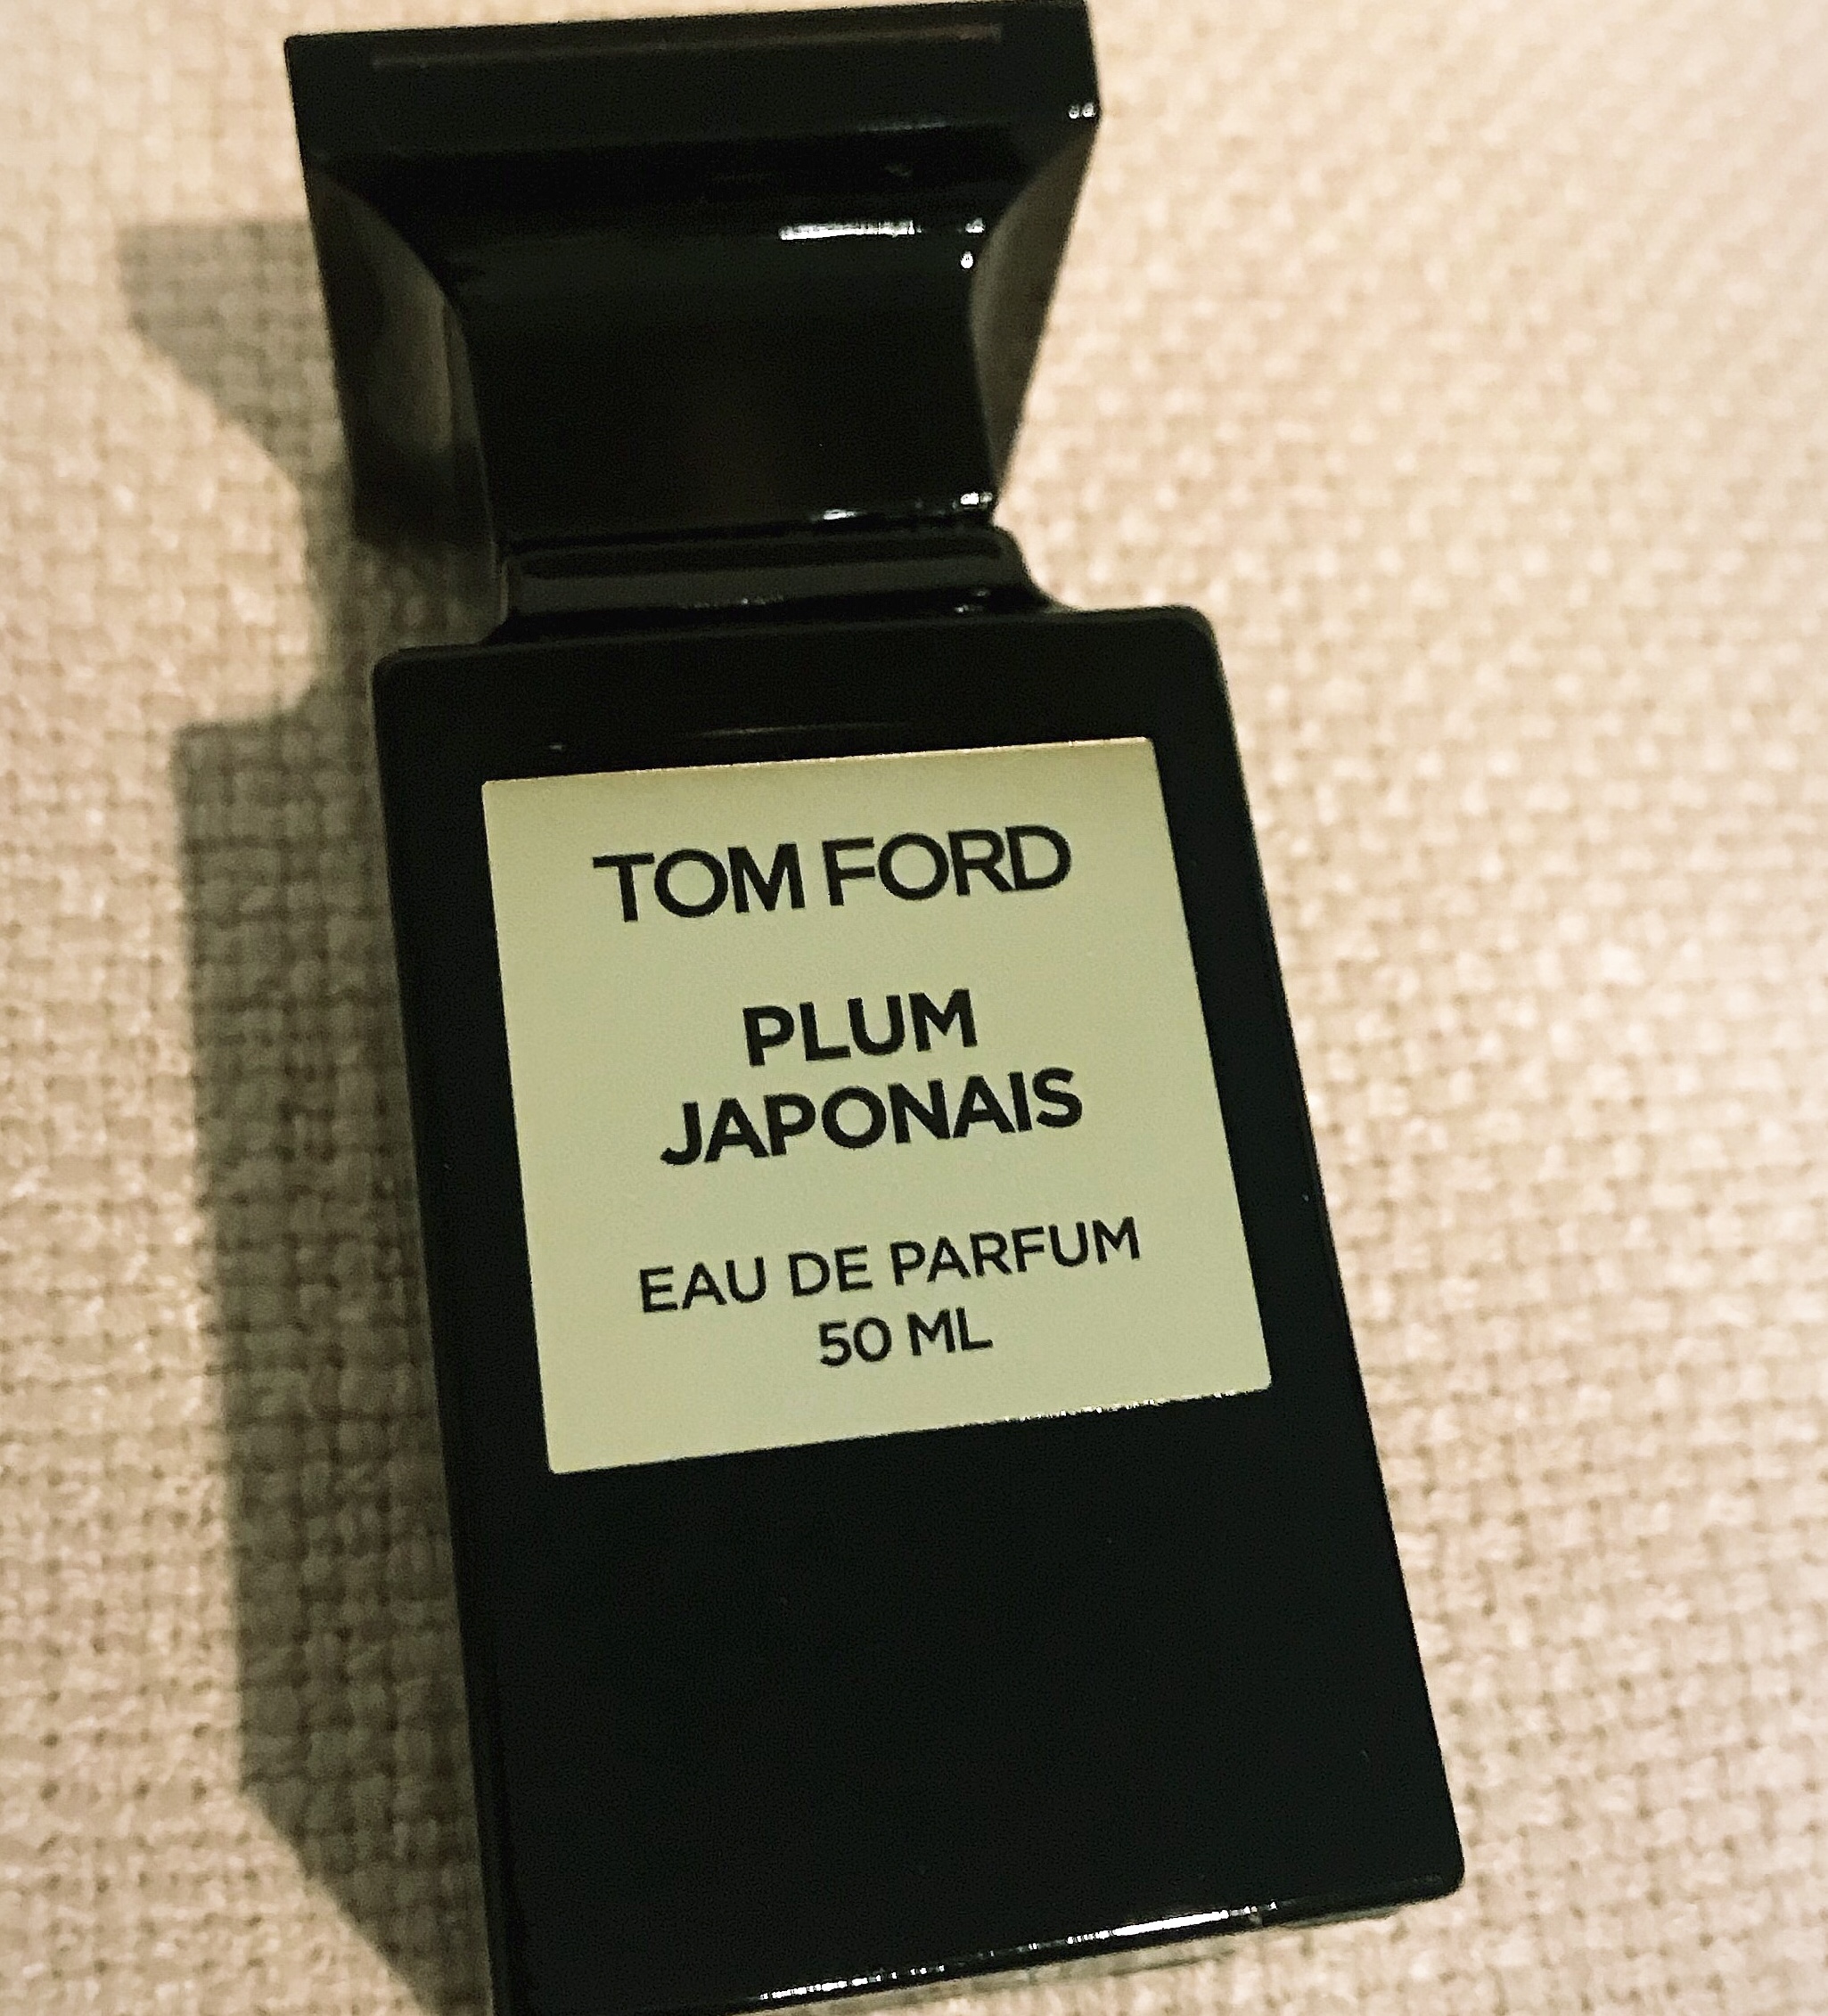 TOM FORD
PLUM
JAPONAIS
EAU DE PARFUM
50 ML